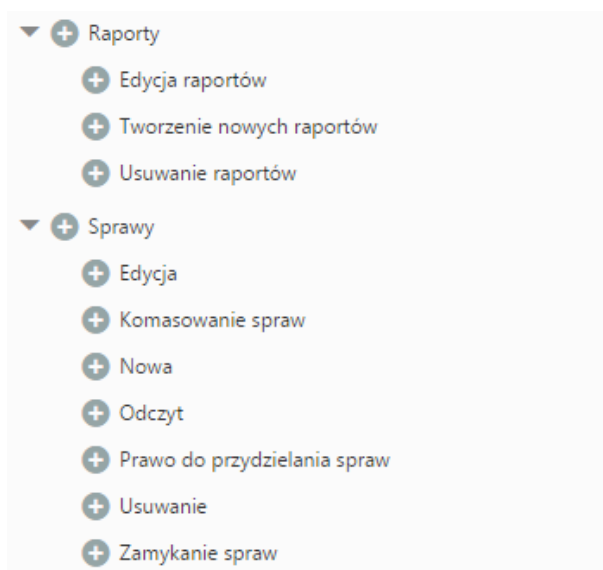 Raporty
Edycja raportów
Tworzenie nowych raportów
Usuwanie raportów
Sprawy
Edycja
Komasowanie spraw
Nowa
Odczyt
Prawo do przydzielania spraw
Usuwanie
Zamykanie spraw